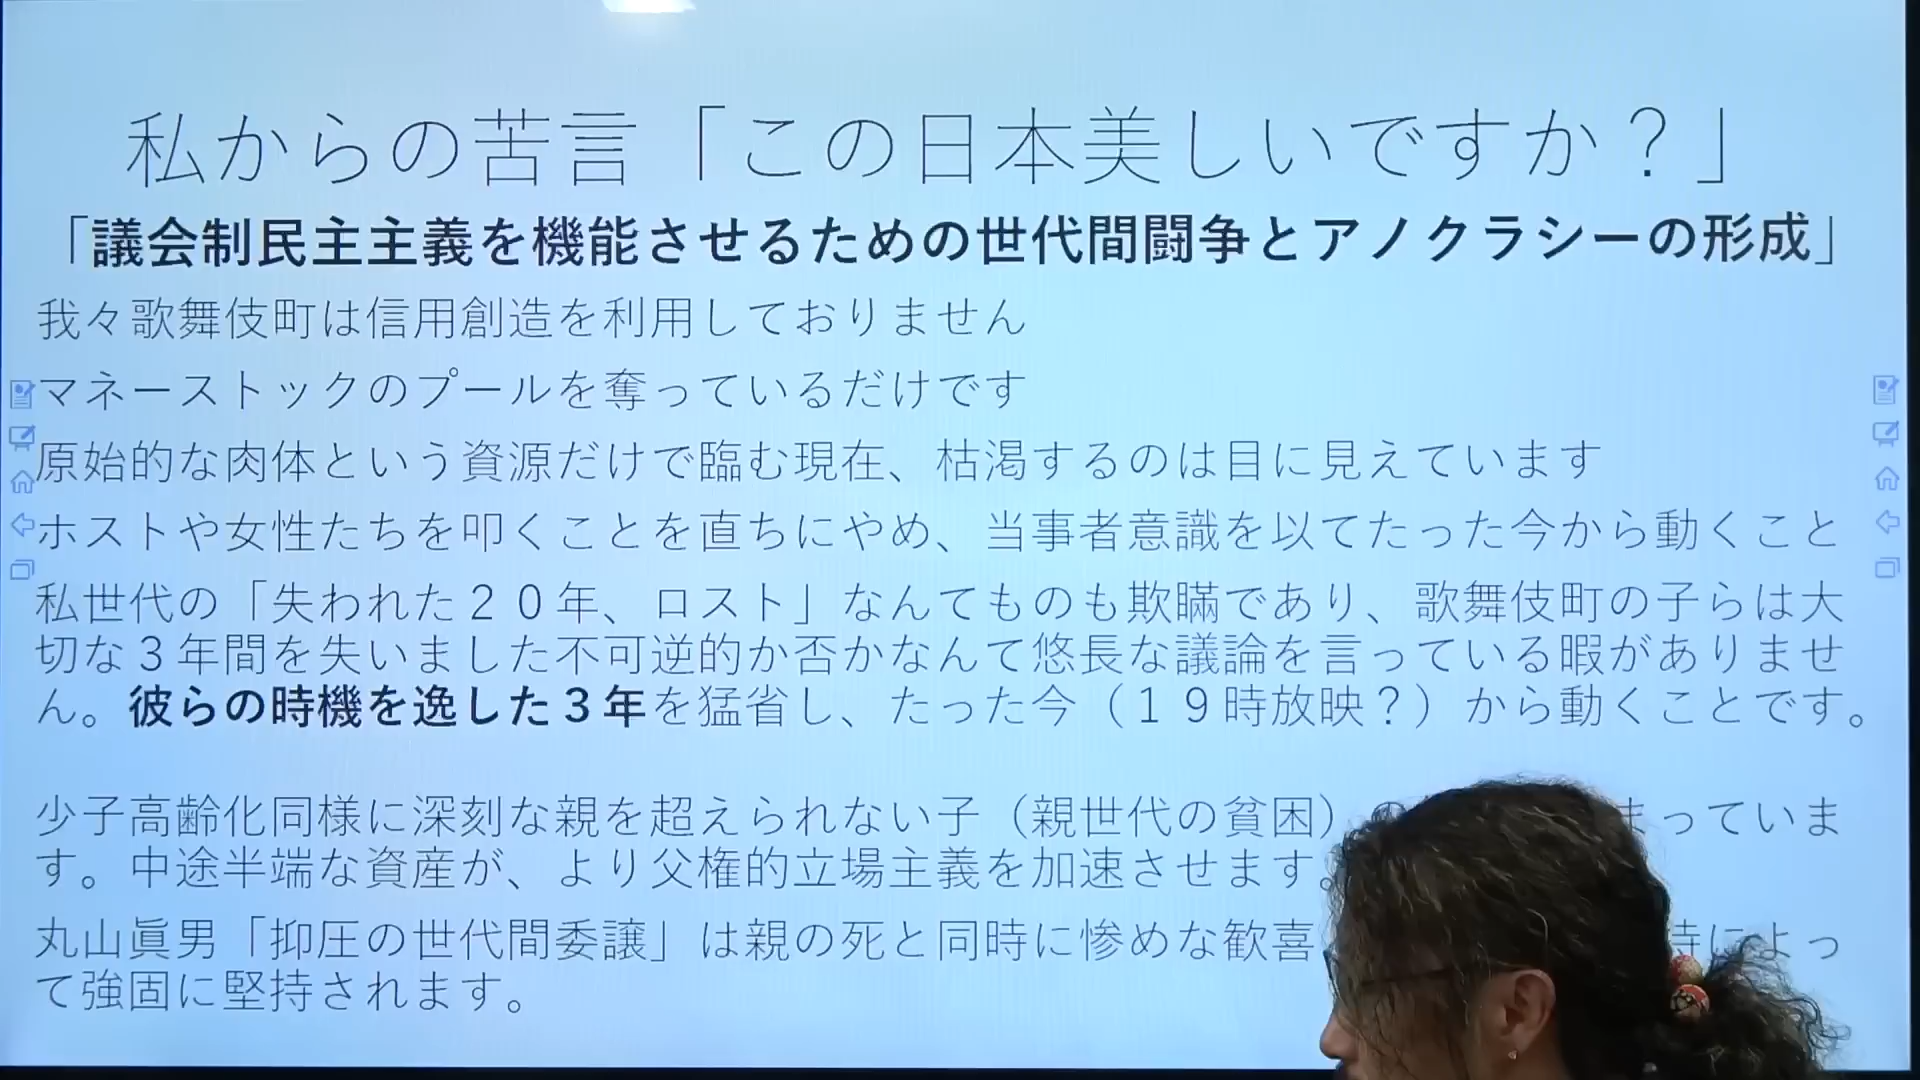 私からの苦言「この日本美しいですか？」
「議会制民主主義を機能させるための世代間闘争とアノクラシーの形成」
我々歌舞伎町は信用創造を利用しておりません
マネーストックのプールを奪っているだけです
原始的な肉体という資源だけで臨む現在、枯渇するのは目に見えています
ホストや女性たちを叩くことを直ちにやめ、当事者意識を以てたった今から動くこと
私世代の「失われた２０年、ロスト」なんてものも欺瞞であり、歌舞伎町の子らは大
切な３年間を失いました不可逆的か否かなんて悠長な議論を言っている暇がありませ
ん。彼らの時機を逸した３年を猛省し、たった今（１９時放映？）から動くことです。
少子高齢化同様に深刻な親を超えられない子（親世代の貧困） まっていま
す。中途半端な資産が、より父権的立場主義を加速させます。
丸山眞男「抑圧の世代間委譲」は親の死と同時に惨めな歓喜 によっ
て強固に堅持されます。